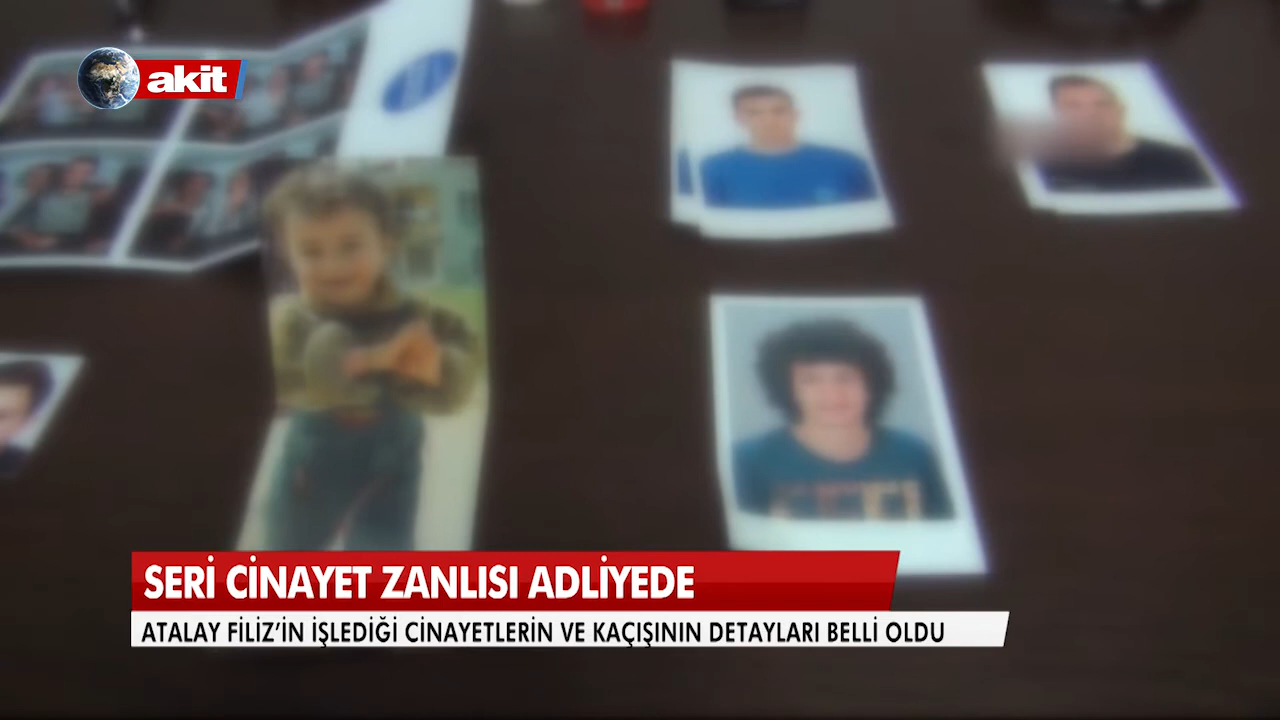 akit
SERİ CİNAYET ZANLISI ADLİYEDE
ATALAY FİLİZ'İN İŞLEDİĞİ CİNAYETLERİN VE KAÇIŞININ DETAYLARI BELLİ OLDU